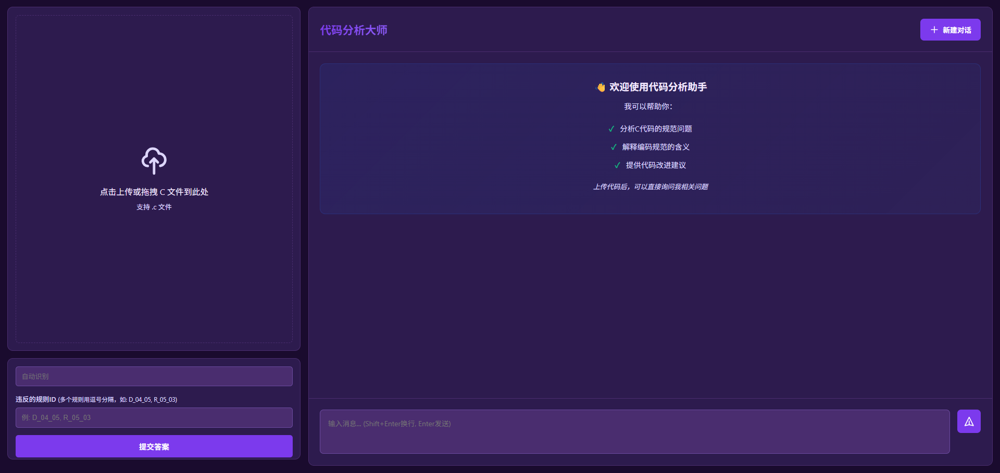 点击上传或拖拽 C 文件到此处
支持 .c 文件
自动识别
违反的规则ID (多个规则用逗号分隔，如: D_04_05, R_05_03)
例: D_04_05, R_05_03
提交答案
代码分析大师
新建对话
👋 欢迎使用代码分析助手
我可以帮助你：
✓ 分析C代码的规范问题
✓ 解释编码规范的含义
✓ 提供代码改进建议
上传代码后，可以直接询问我相关问题
输入消息... (Shift+Enter换行, Enter发送)